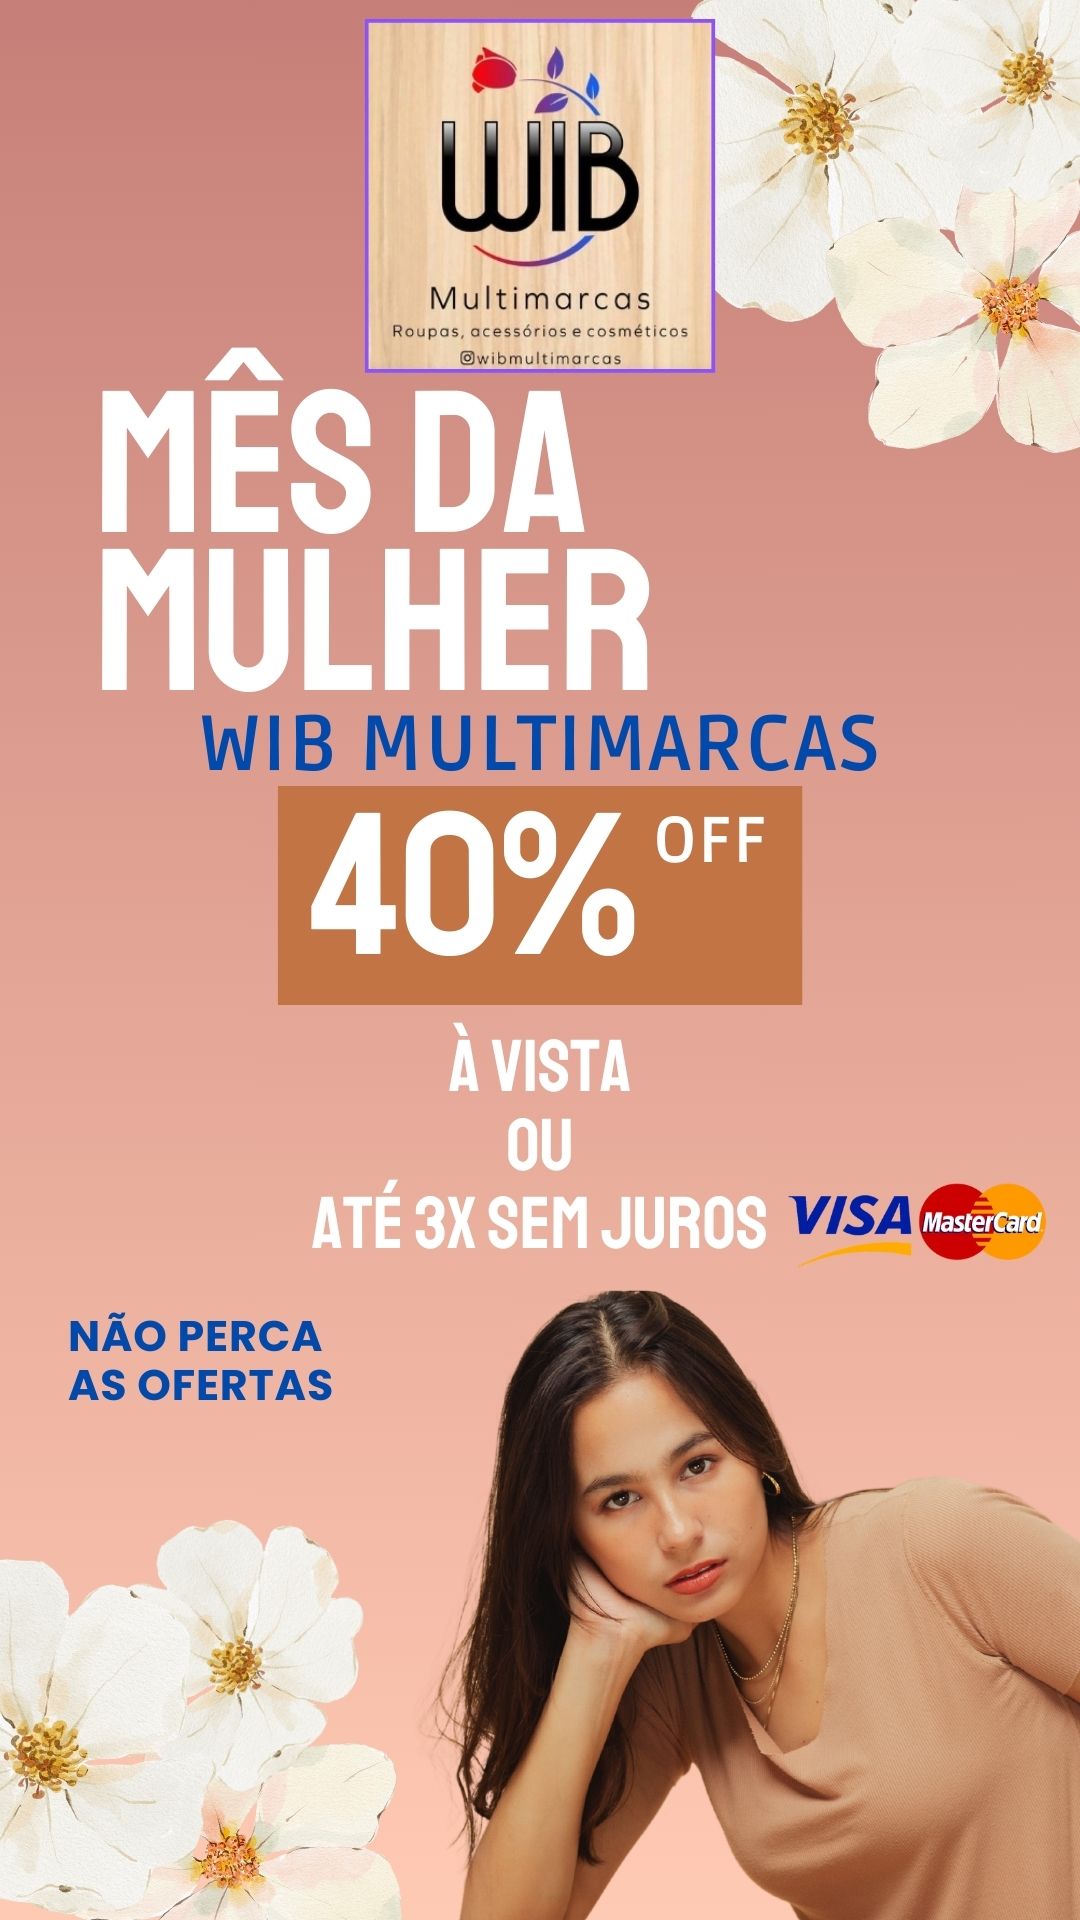 WIB
Multimarcas
Roupas, acessórios e cosméticos
@wibmultimarcas
MÊS DA
MULHER
WIB MULTIMARCAS
40% OFF
À VISTA
OU
ATÉ 3X SEM JUROS VISA MasterCard
NÃO PERCA
AS OFERTAS